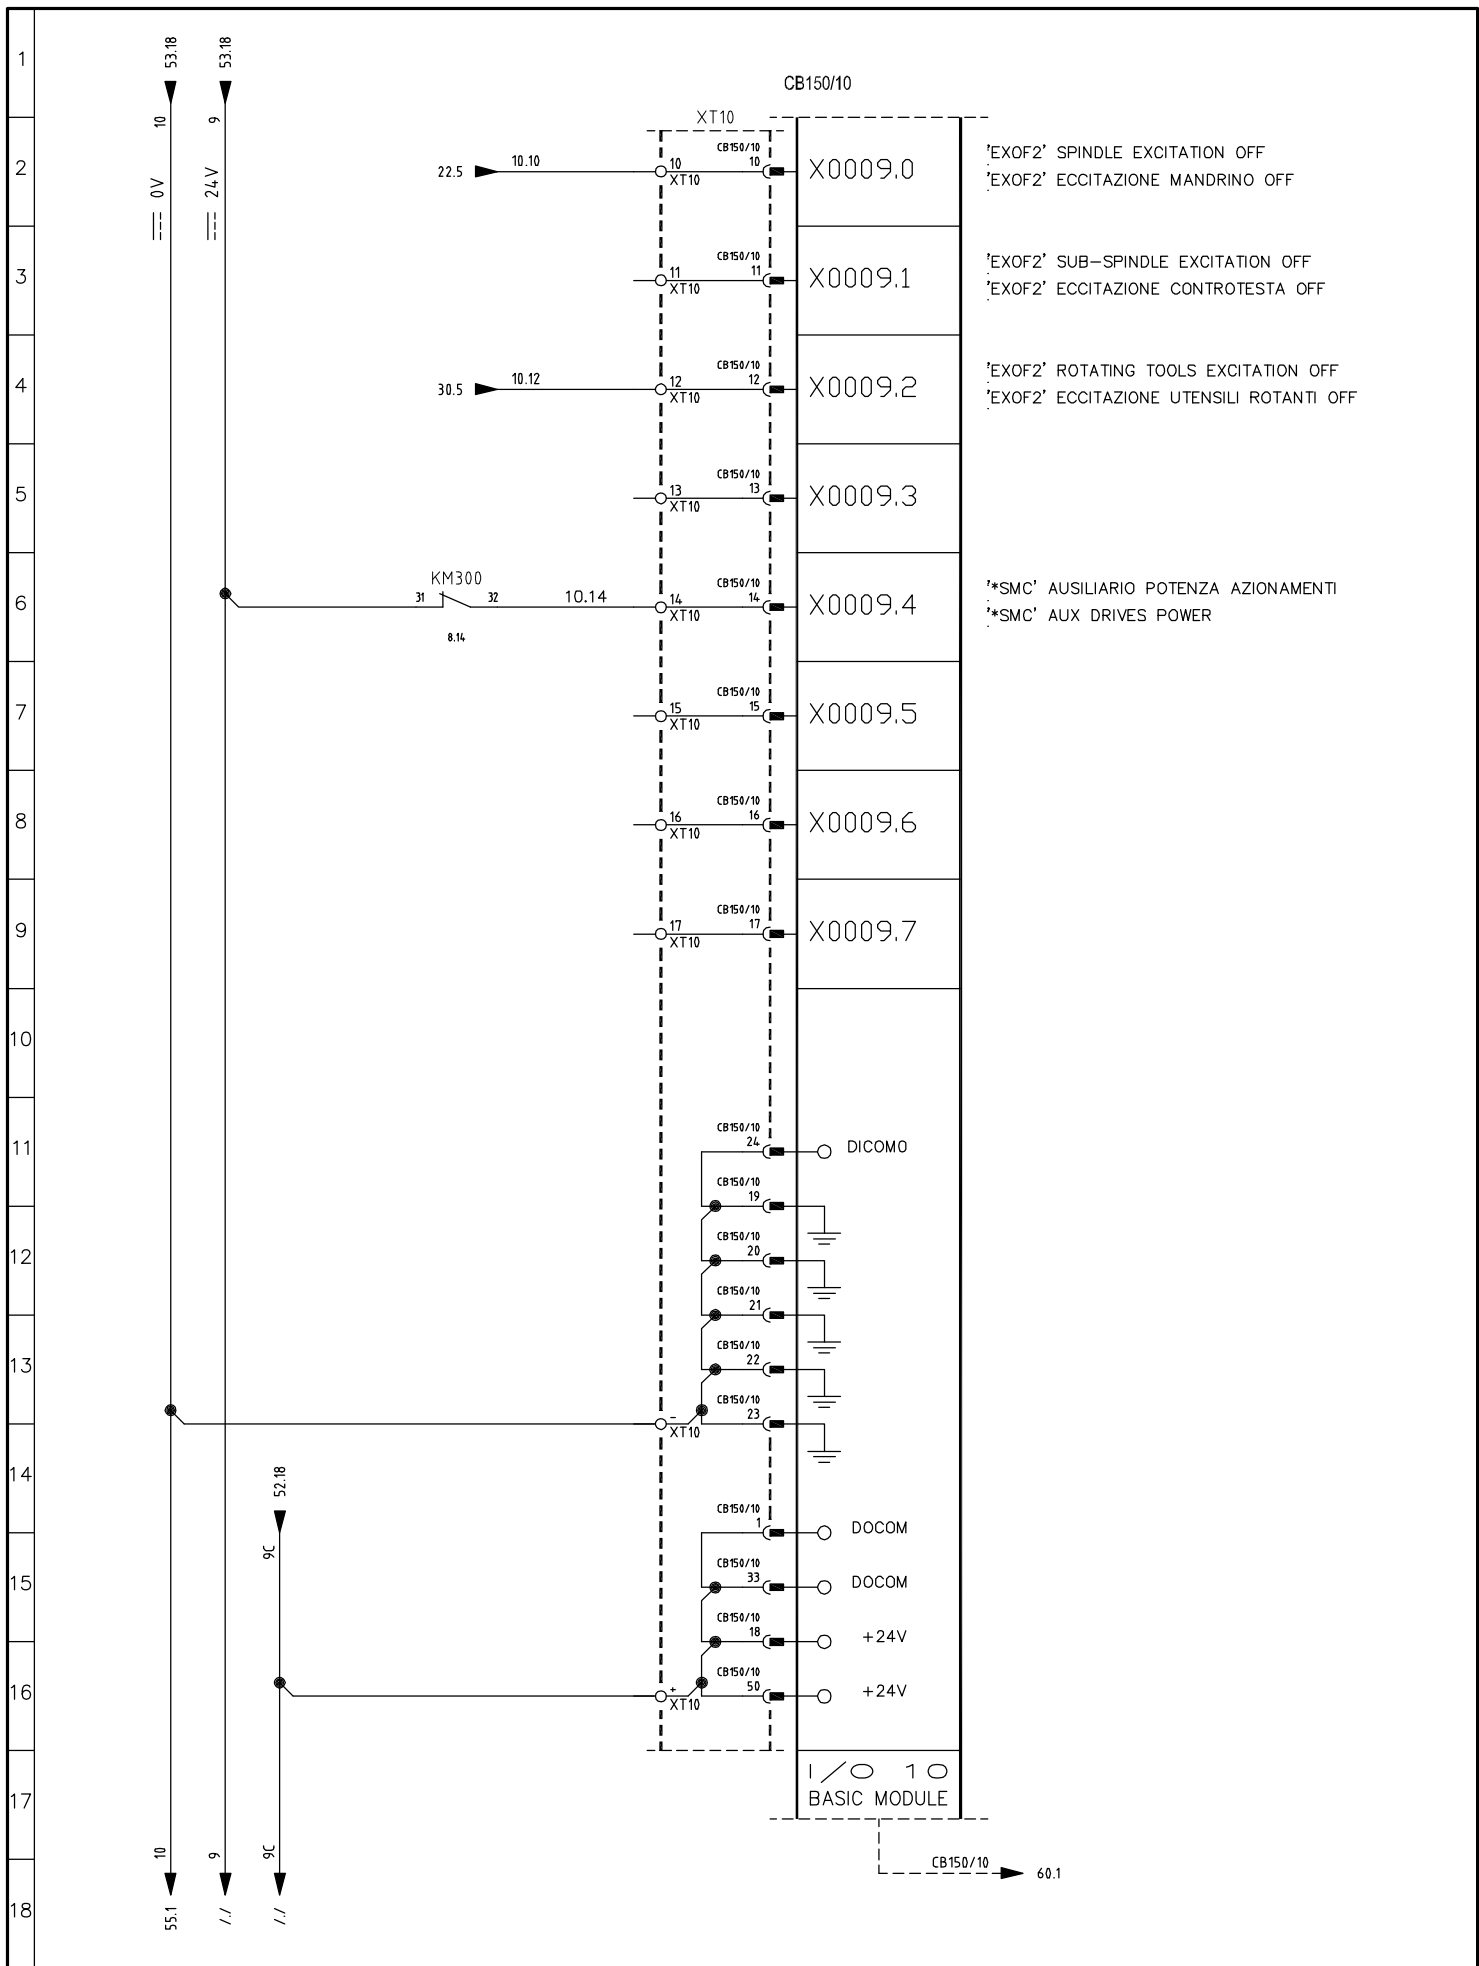 1
53.18
53.18
CB150/10
10
9
XT10
2
0V
24V
22.5
10.10
10
XT10
CB150/10
10
X0009.0
'EXOF2' SPINDLE EXCITATION OFF
'EXOF2' ECCITAZIONE MANDRINO OFF
3
11
XT10
CB150/10
11
X0009.1
'EXOF2' SUB-SPINDLE EXCITATION OFF
'EXOF2' ECCITAZIONE CONTROTESTA OFF
4
30.5
10.12
12
XT10
CB150/10
12
X0009.2
'EXOF2' ROTATING TOOLS EXCITATION OFF
'EXOF2' ECCITAZIONE UTENSILI ROTANTI OFF
5
13
XT10
CB150/10
13
X0009.3
6
KM300
31
32
8.14
10.14
14
XT10
CB150/10
14
X0009.4
'*SMC' AUSILIARIO POTENZA AZIONAMENTI
'*SMC' AUX DRIVES POWER
7
15
XT10
CB150/10
15
X0009.5
8
16
XT10
CB150/10
16
X0009.6
9
17
XT10
CB150/10
17
X0009.7
10
11
CB150/10
24
DICOM0
CB150/10
19
12
CB150/10
20
CB150/10
21
13
CB150/10
22
CB150/10
23
-
XT10
14
52.18
9C
CB150/10
1
DOCOM
15
CB150/10
33
DOCOM
CB150/10
18
+24V
16
CB150/10
50
+24V
+
XT10
17
I/O 10
BASIC MODULE
10
9
9C
CB150/10
60.1
18
55.1
/./
/./